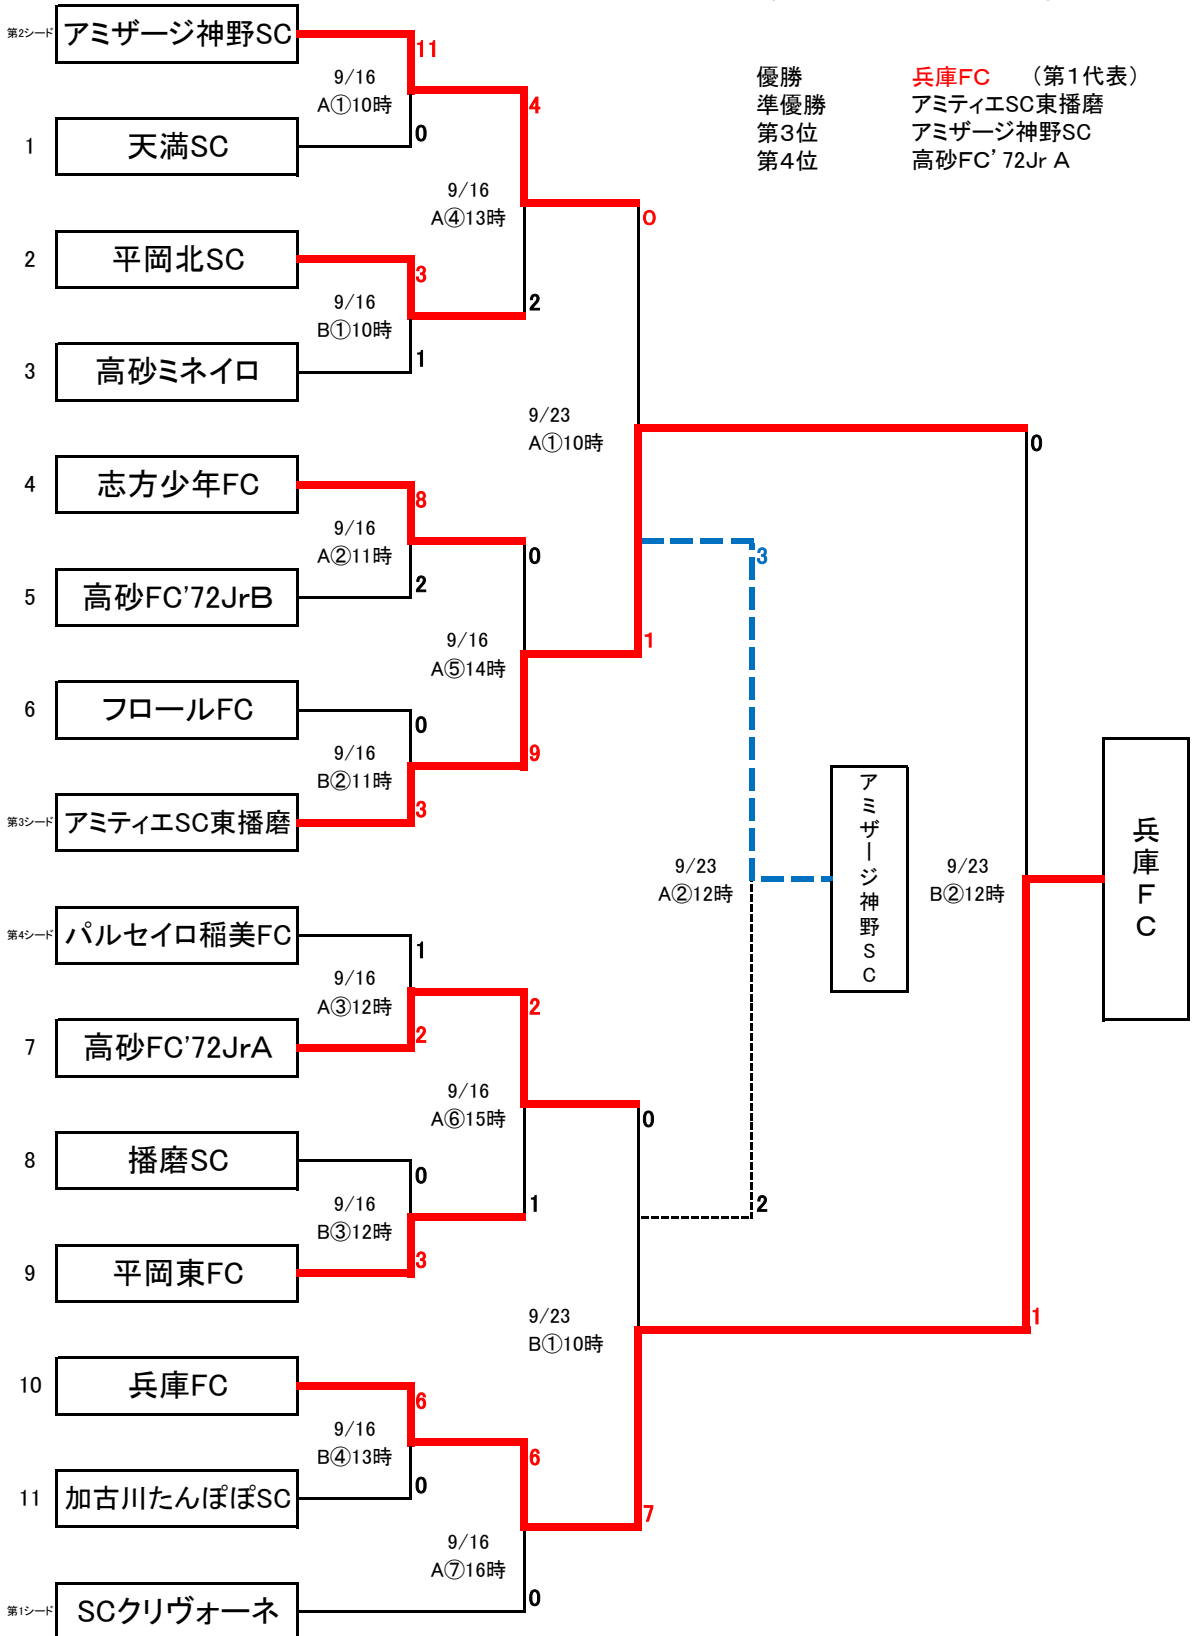 優勝 兵庫FC （第1代表）
準優勝 アミティエSC東播磨
第3位 アミザージ神野SC
第4位 高砂FC’72Jr A
第2シード アミザージ神野SC
11
9/16
A①10時
4
0
1 天満SC
9/16
A④13時
0
2 平岡北SC
3
9/16
B①10時
2
1
3 高砂ミネイロ
9/23
A①10時
0
4 志方少年FC
8
9/16
A②11時
0
3
2
5 高砂FC'72JrB
9/16
A⑤14時
1
6 フロールFC
0
9/16
B②11時
9
3
第3シード アミティエSC東播磨
アミザージ神野SC
兵庫FC
9/23
A②12時
9/23
B②12時
第4シード パルセイロ稲美FC
1
9/16
A③12時
2
2
7 高砂FC'72JrA
9/16
A⑥15時
0
8 播磨SC
0
9/16
B③12時
1
2
3
9 平岡東FC
9/23
B①10時
1
10 兵庫FC
6
9/16
B④13時
6
0
11 加古川たんぽぽSC
7
9/16
A⑦16時
0
第1シード SCクリヴォーネ